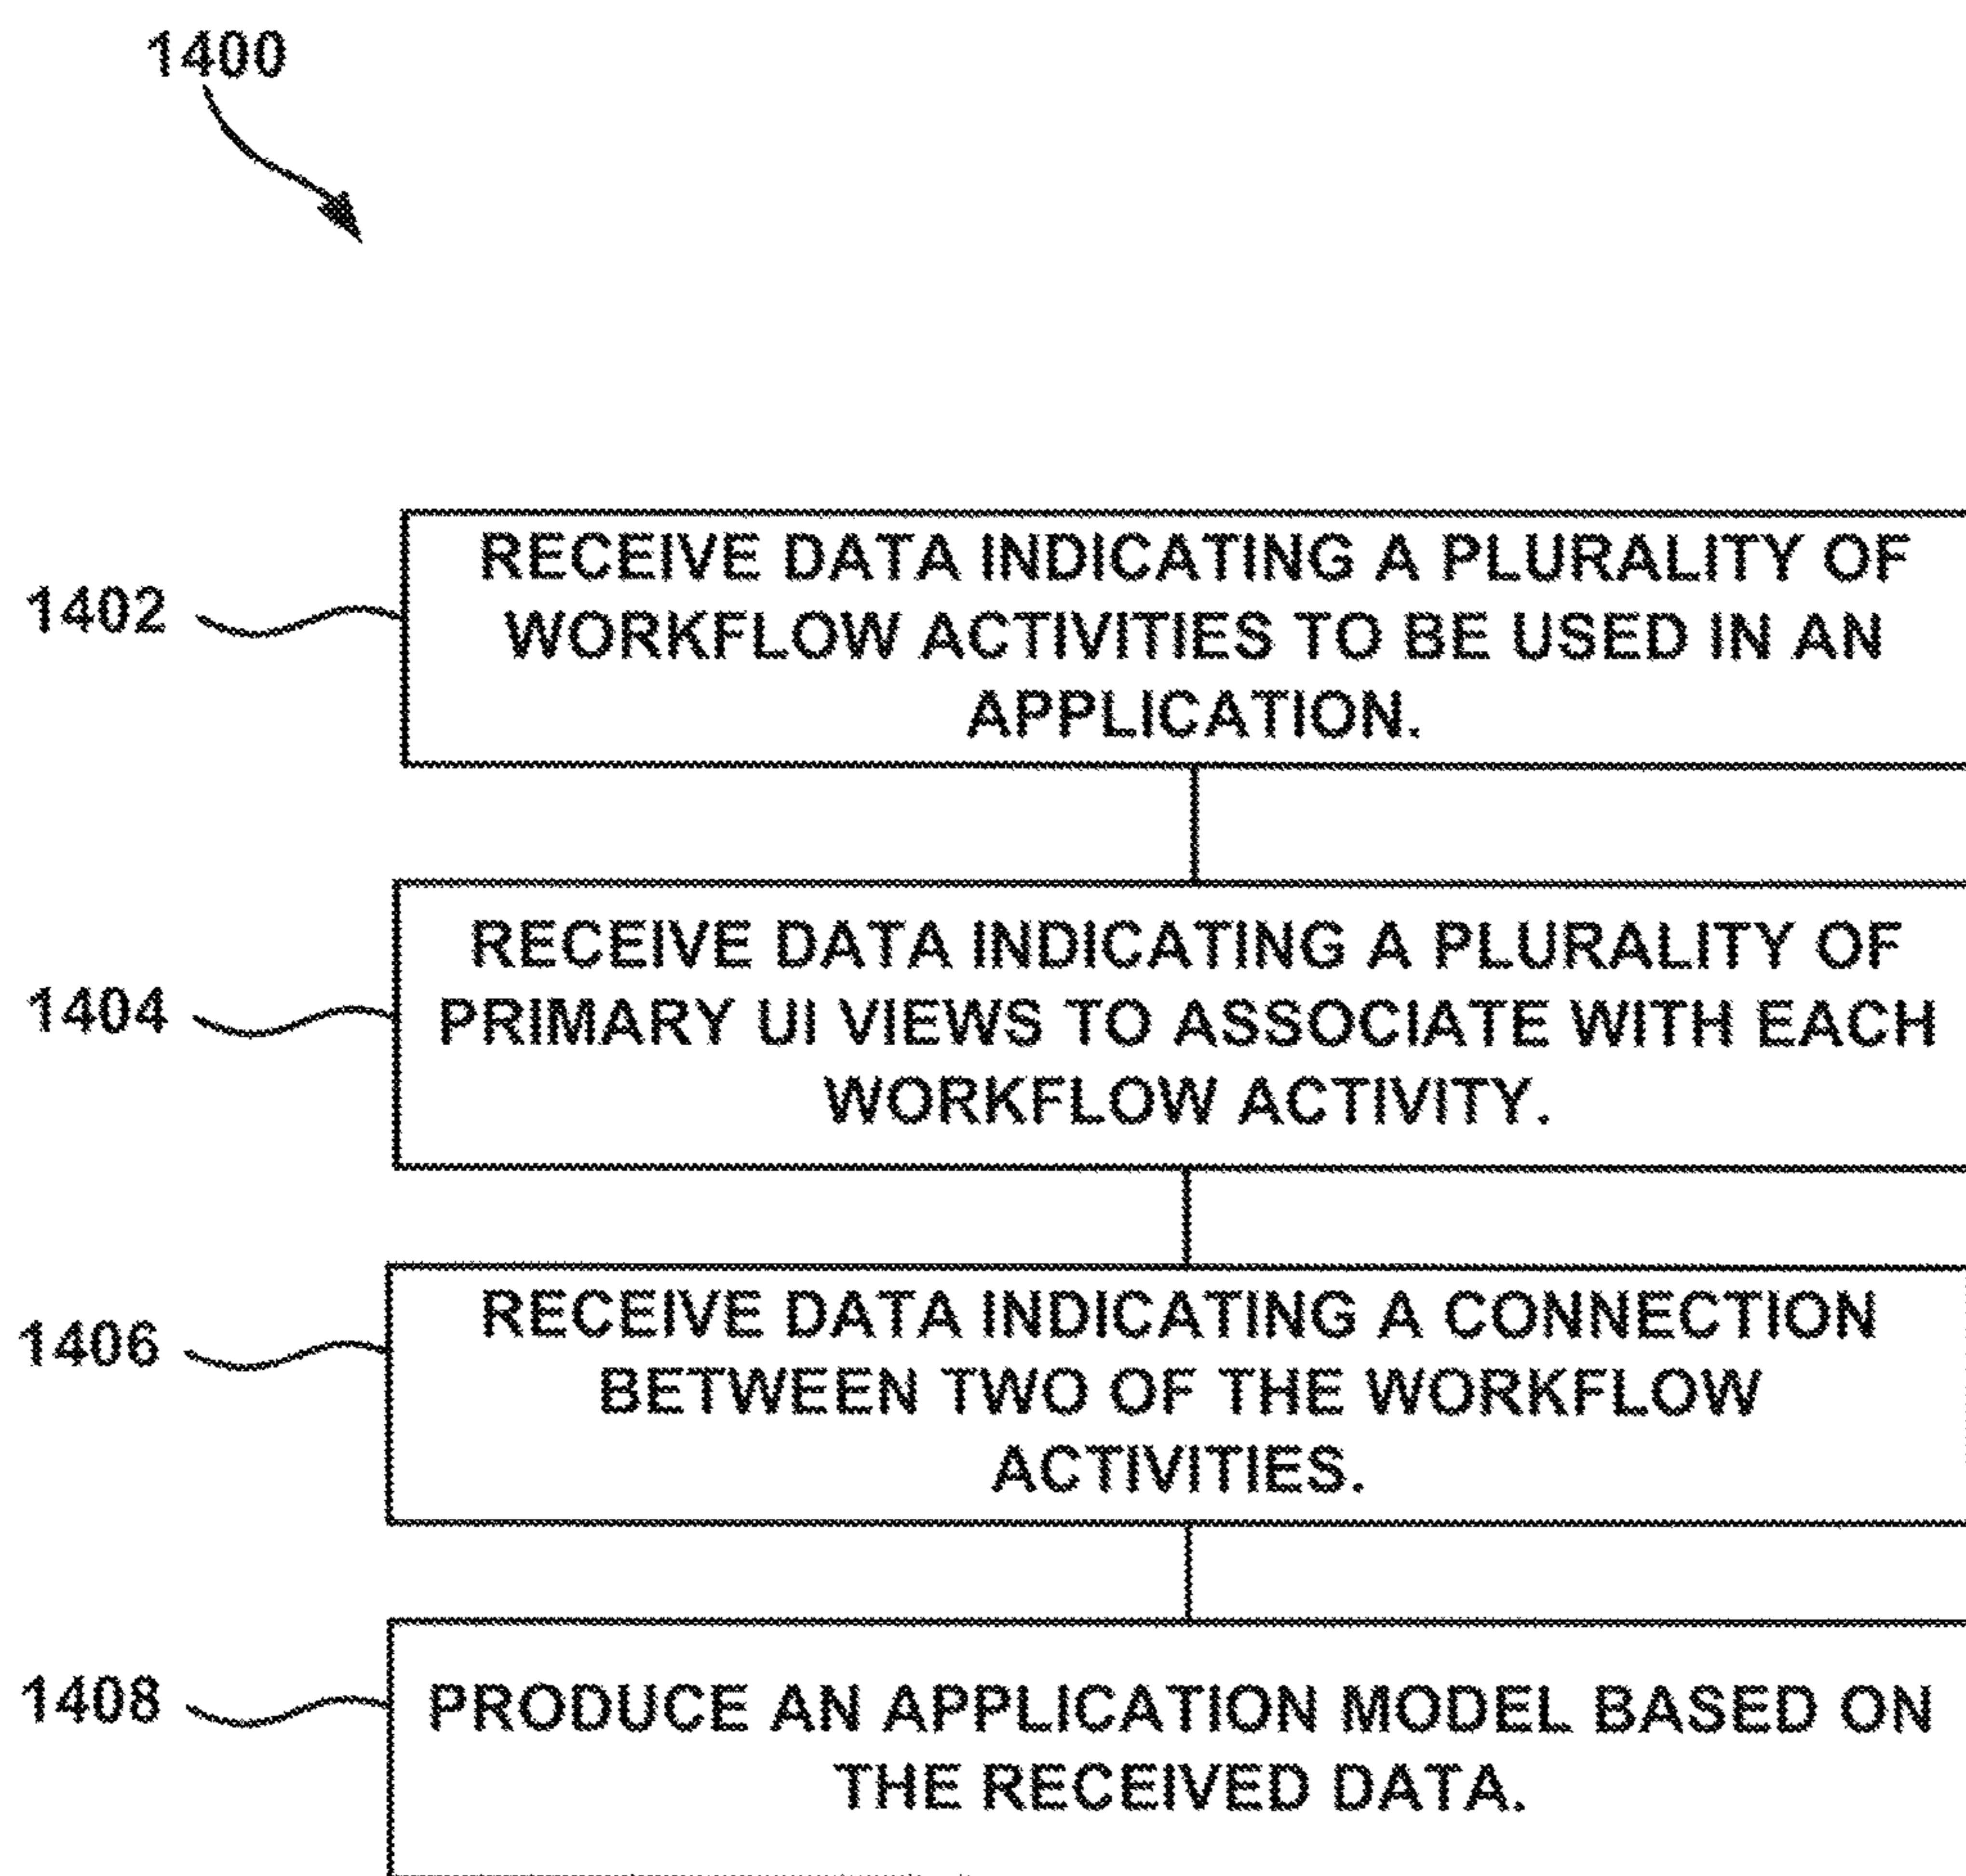 1400
1402
RECEIVE DATA INDICATING A PLURALITY OF
WORKFLOW ACTIVITIES TO BE USED IN AN
APPLICATION.
1404
RECEIVE DATA INDICATING A PLURALITY OF
PRIMARY UI VIEWS TO ASSOCIATE WITH EACH
WORKFLOW ACTIVITY.
1406
RECEIVE DATA INDICATING A CONNECTION
BETWEEN TWO OF THE WORKFLOW
ACTIVITIES.
1408
PRODUCE AN APPLICATION MODEL BASED ON
THE RECEIVED DATA.